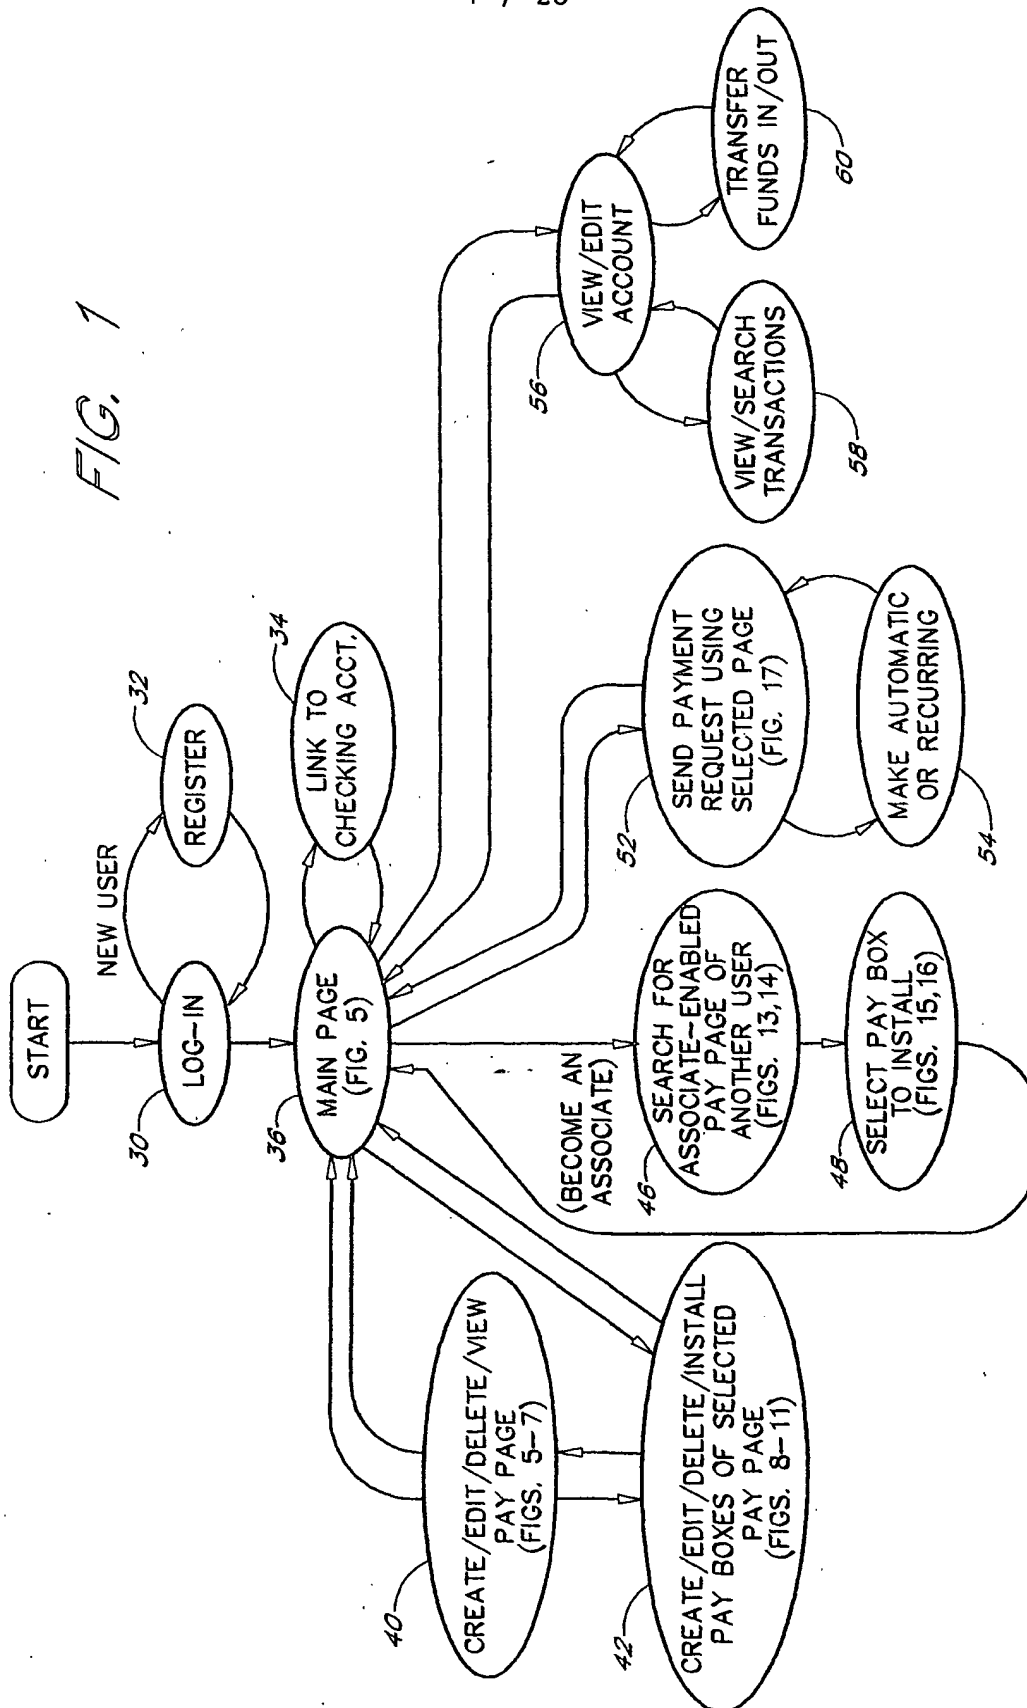 FIG. 1
START
NEW USER
30
LOG-IN
32
REGISTER
34
LINK TO
CHECKING ACCT.
36
MAIN PAGE
(FIG. 5)
40
CREATE/EDIT/DELETE/VIEW
PAY PAGE
(FIGS. 5-7)
42
CREATE/EDIT/DELETE/INSTALL
PAY BOXES OF SELECTED
PAY PAGE
(FIGS. 8-11)
(BECOME AN
ASSOCIATE)
46
SEARCH FOR
ASSOCIATE-ENABLED
PAY PAGE OF
ANOTHER USER
(FIGS. 13,14)
48
SELECT PAY BOX
TO INSTALL
(FIGS. 15,16)
52
SEND PAYMENT
REQUEST USING
SELECTED PAGE
(FIG. 17)
54
MAKE AUTOMATIC
OR RECURRING
56
VIEW/EDIT
ACCOUNT
58
VIEW/SEARCH
TRANSACTIONS
60
TRANSFER
FUNDS IN/OUT